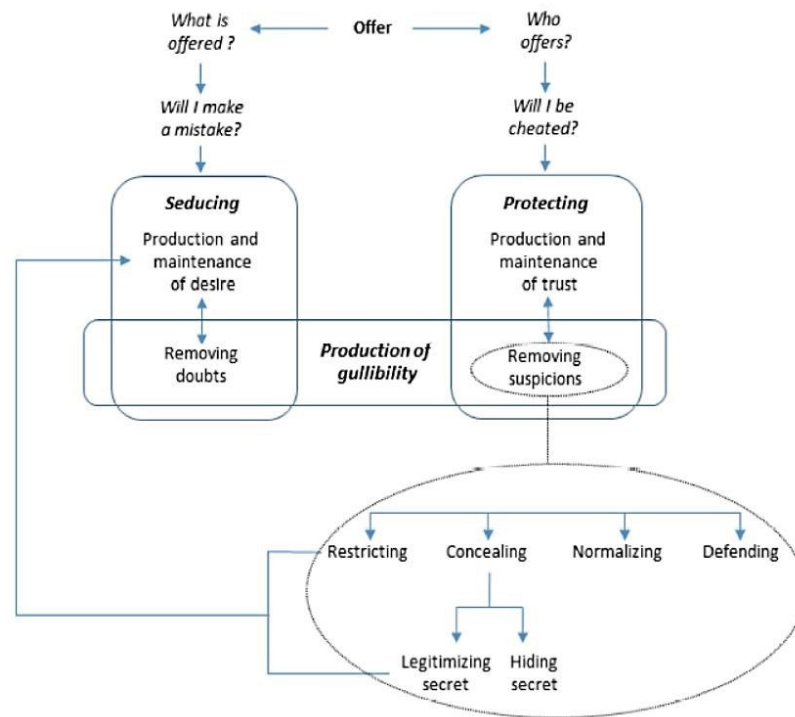 What is
offered ?
Offer
Who
offers?
Will I make
a mistake?
Will I be
cheated?
Seducing
Protecting
Production and
maintenance
of desire
Production and
maintenance
of trust
Removing
doubts
Production of
gullibility
Removing
suspicions
Restricting
Concealing
Normalizing
Defending
Legitimizing
secret
Hiding
secret